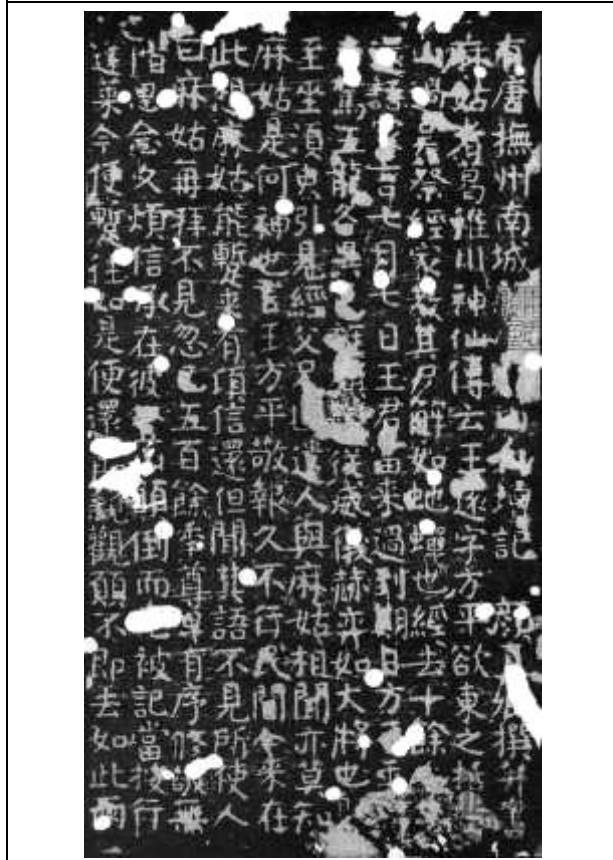 有唐撫州南城山仙壇記 顏卿撰并書
麻姑者葛稚川神仙傳云王遠字方平欲東之括
山過吳蔡經家教其尸解如虵蟬也經去十餘
還語家言七月七日王君當來過到期日方平
車駕五龍各異色旌從威儀赫弈如大將也
至坐須臾引見經父兄遣人與麻姑相聞亦莫知
麻姑是何神也言王方平敬報久不行民間今來在
此想麻姑能暫來有頃信還但聞其語不見所使人
曰麻姑再拜不見忽已五百餘年尊卑有序修敬無
階思念久煩信承在彼顛倒而先被記當按行
蓬萊今便暫往如是便還即親觀願不即去如此兩